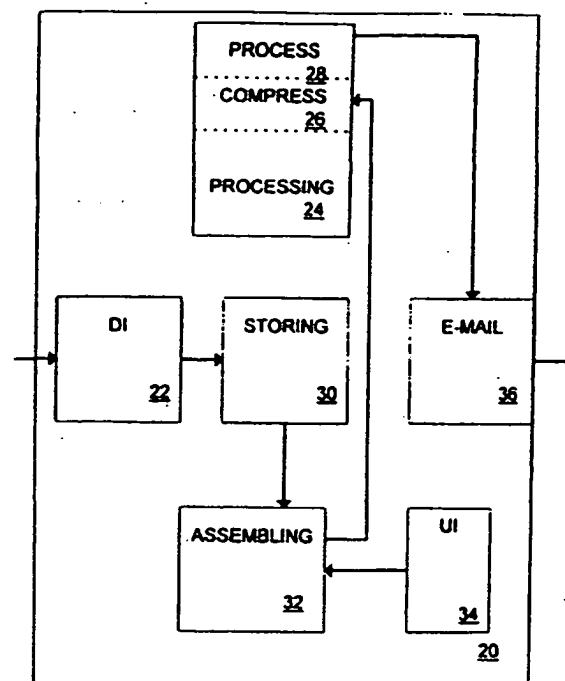 PROCESS
28
COMPRESS
26
PROCESSING
24
DI
22
STORING
30
E-MAIL
36
ASSEMBLING
32
UI
34
20